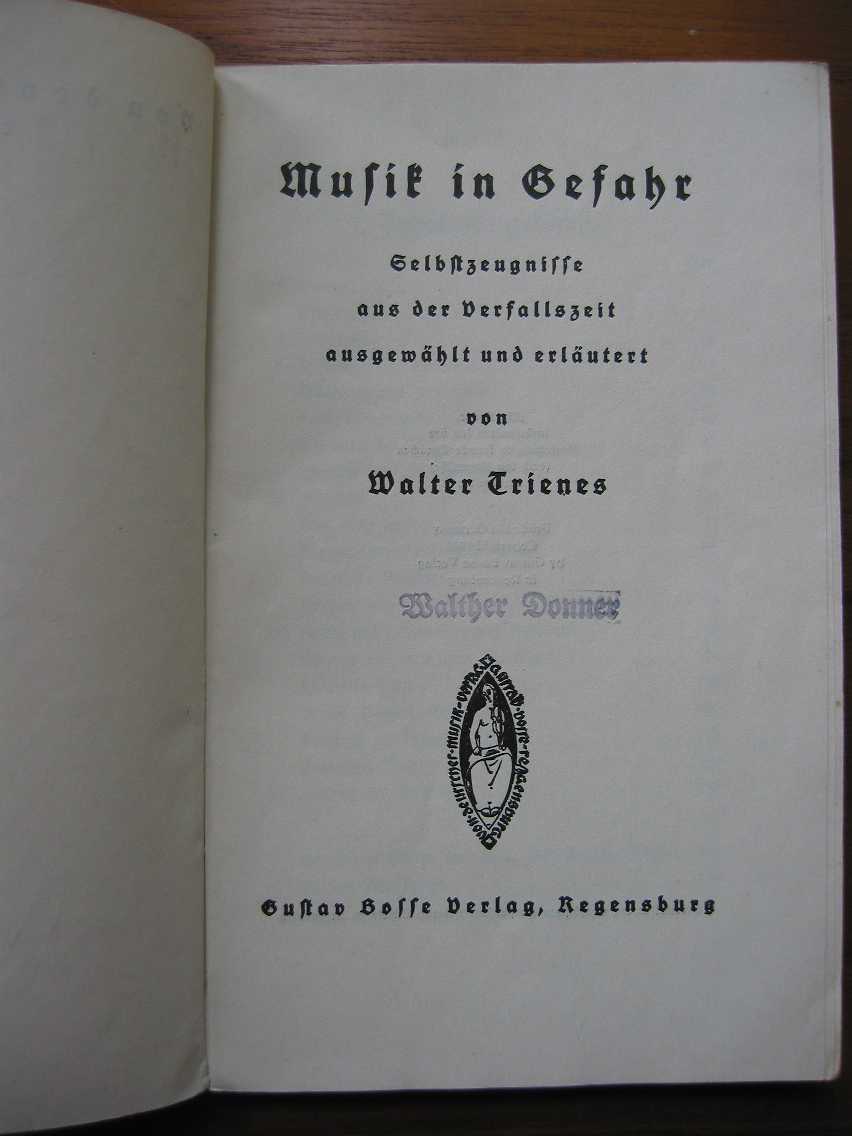 Musik in Gefahr
Selbstzeugnisse
aus der Verfallszeit
ausgewählt und erläutert
von
Walter Trienes
Walther Donner
Gustav Bosse Verlag, Regensburg